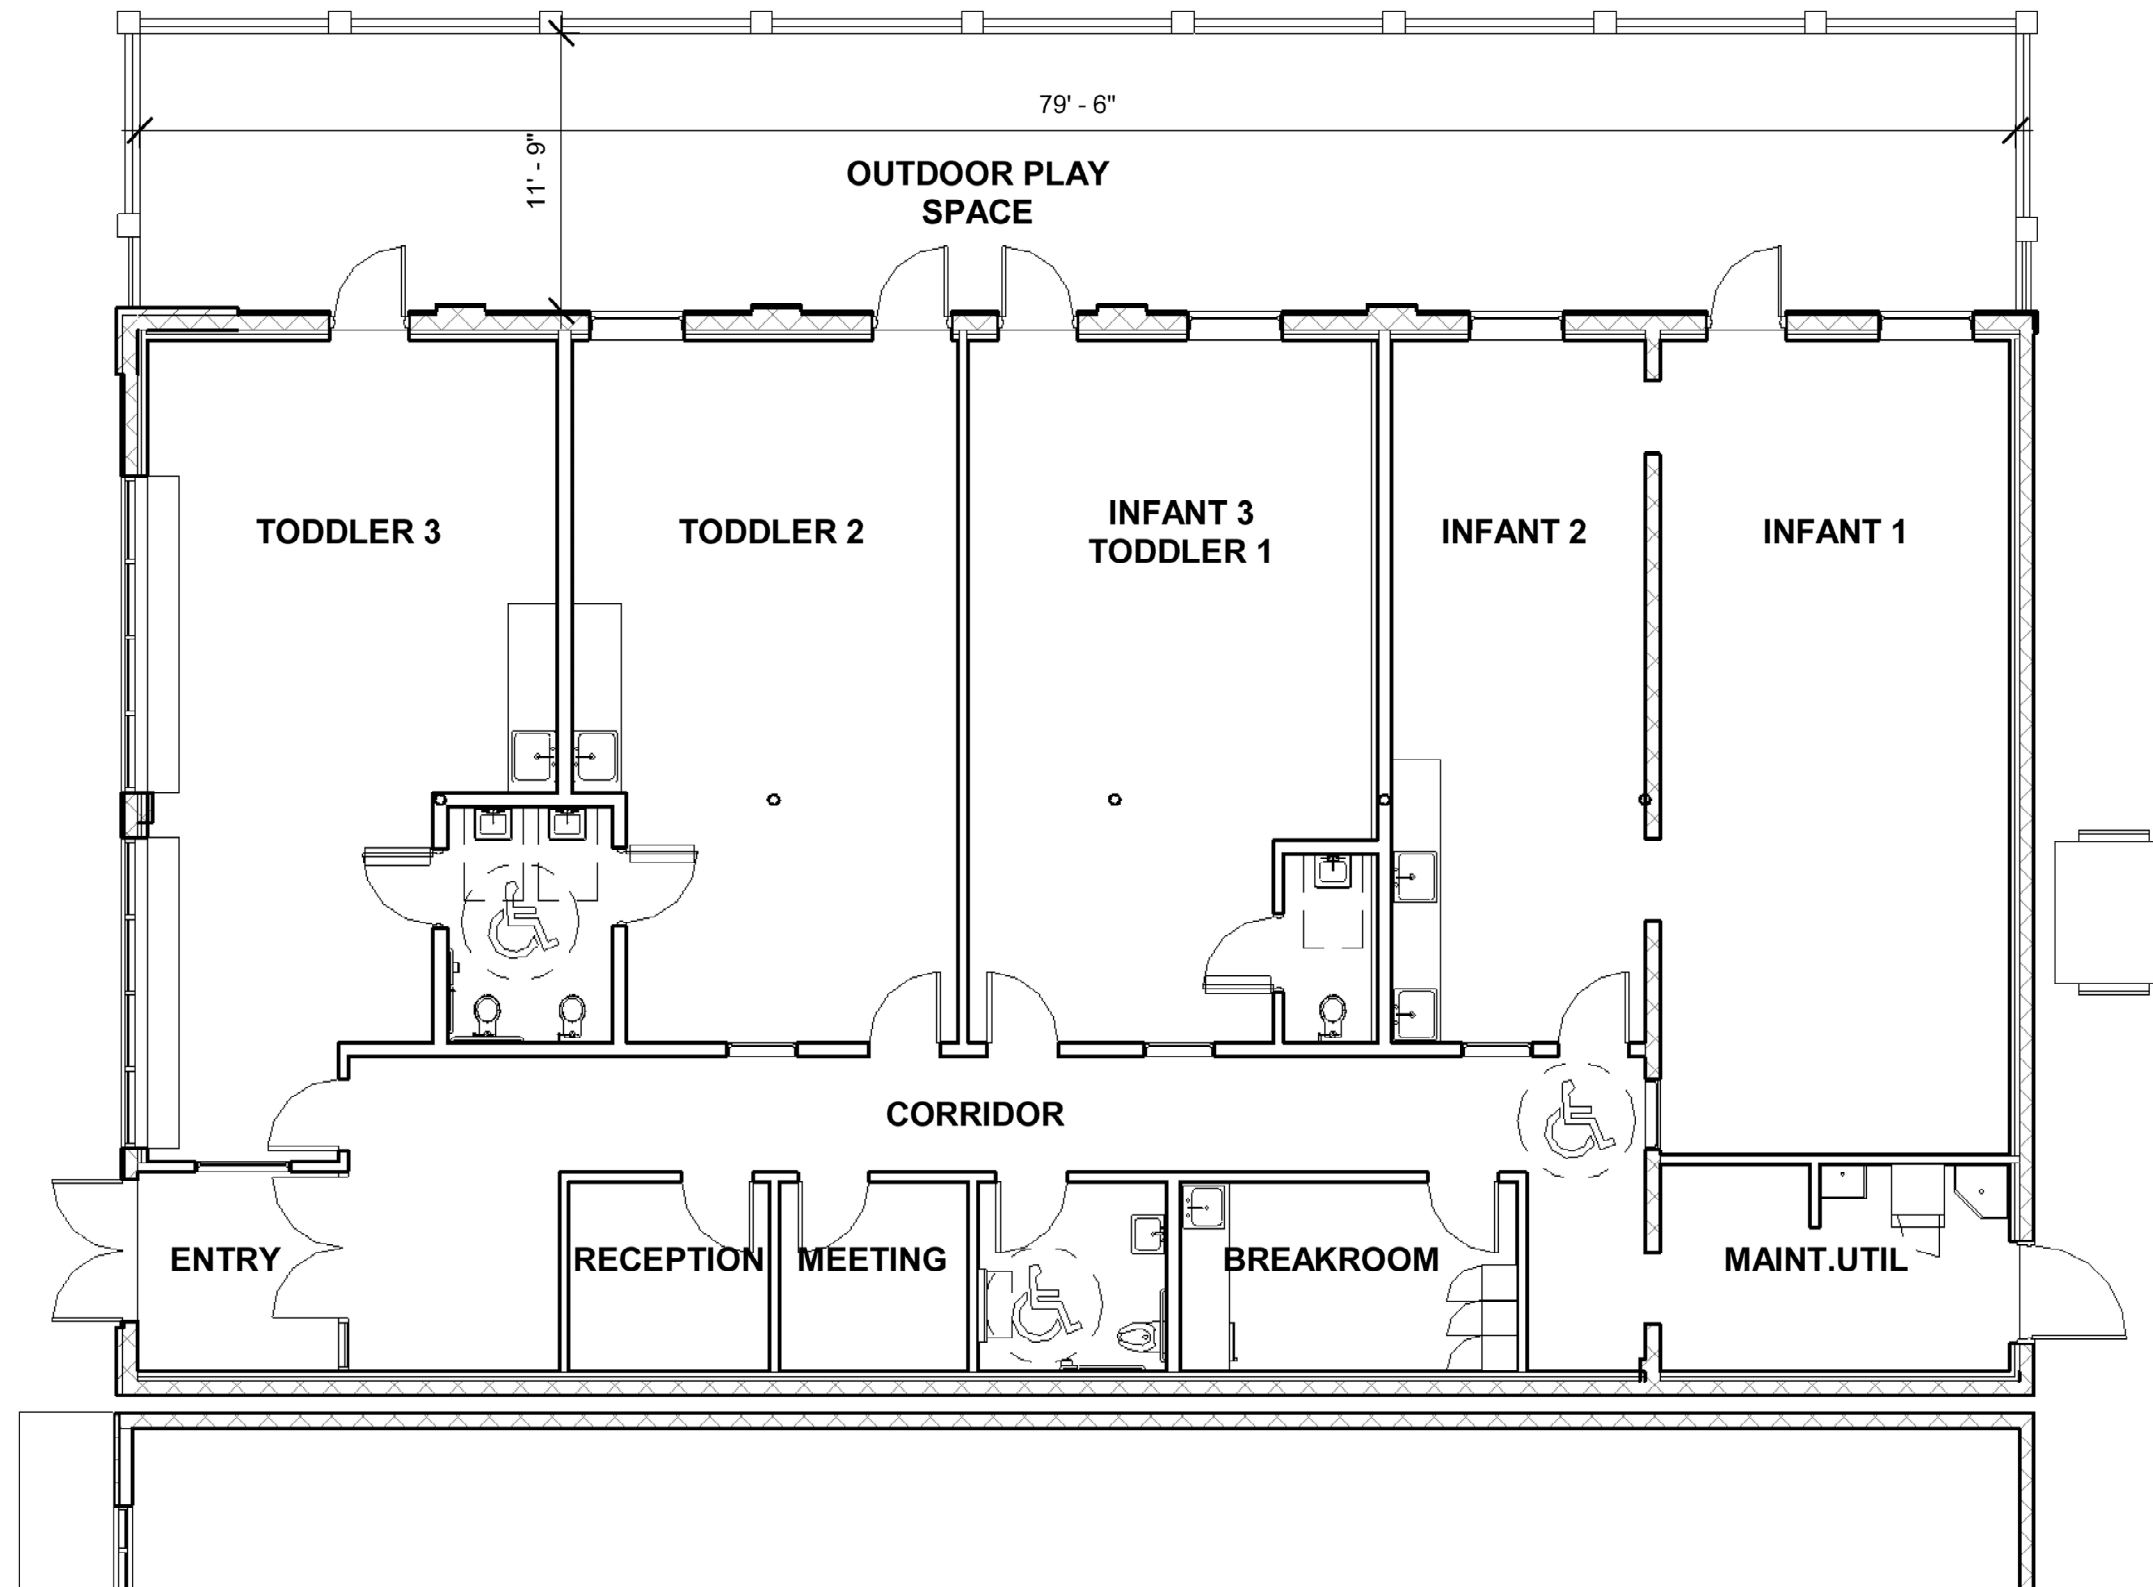 79' - 6"
11' - 9"
OUTDOOR PLAY
SPACE
TODDLER 3
TODDLER 2
INFANT 3
TODDLER 1
INFANT 2
INFANT 1
CORRIDOR
ENTRY
RECEPTION
MEETING
BREAKROOM
MAINT.UTIL